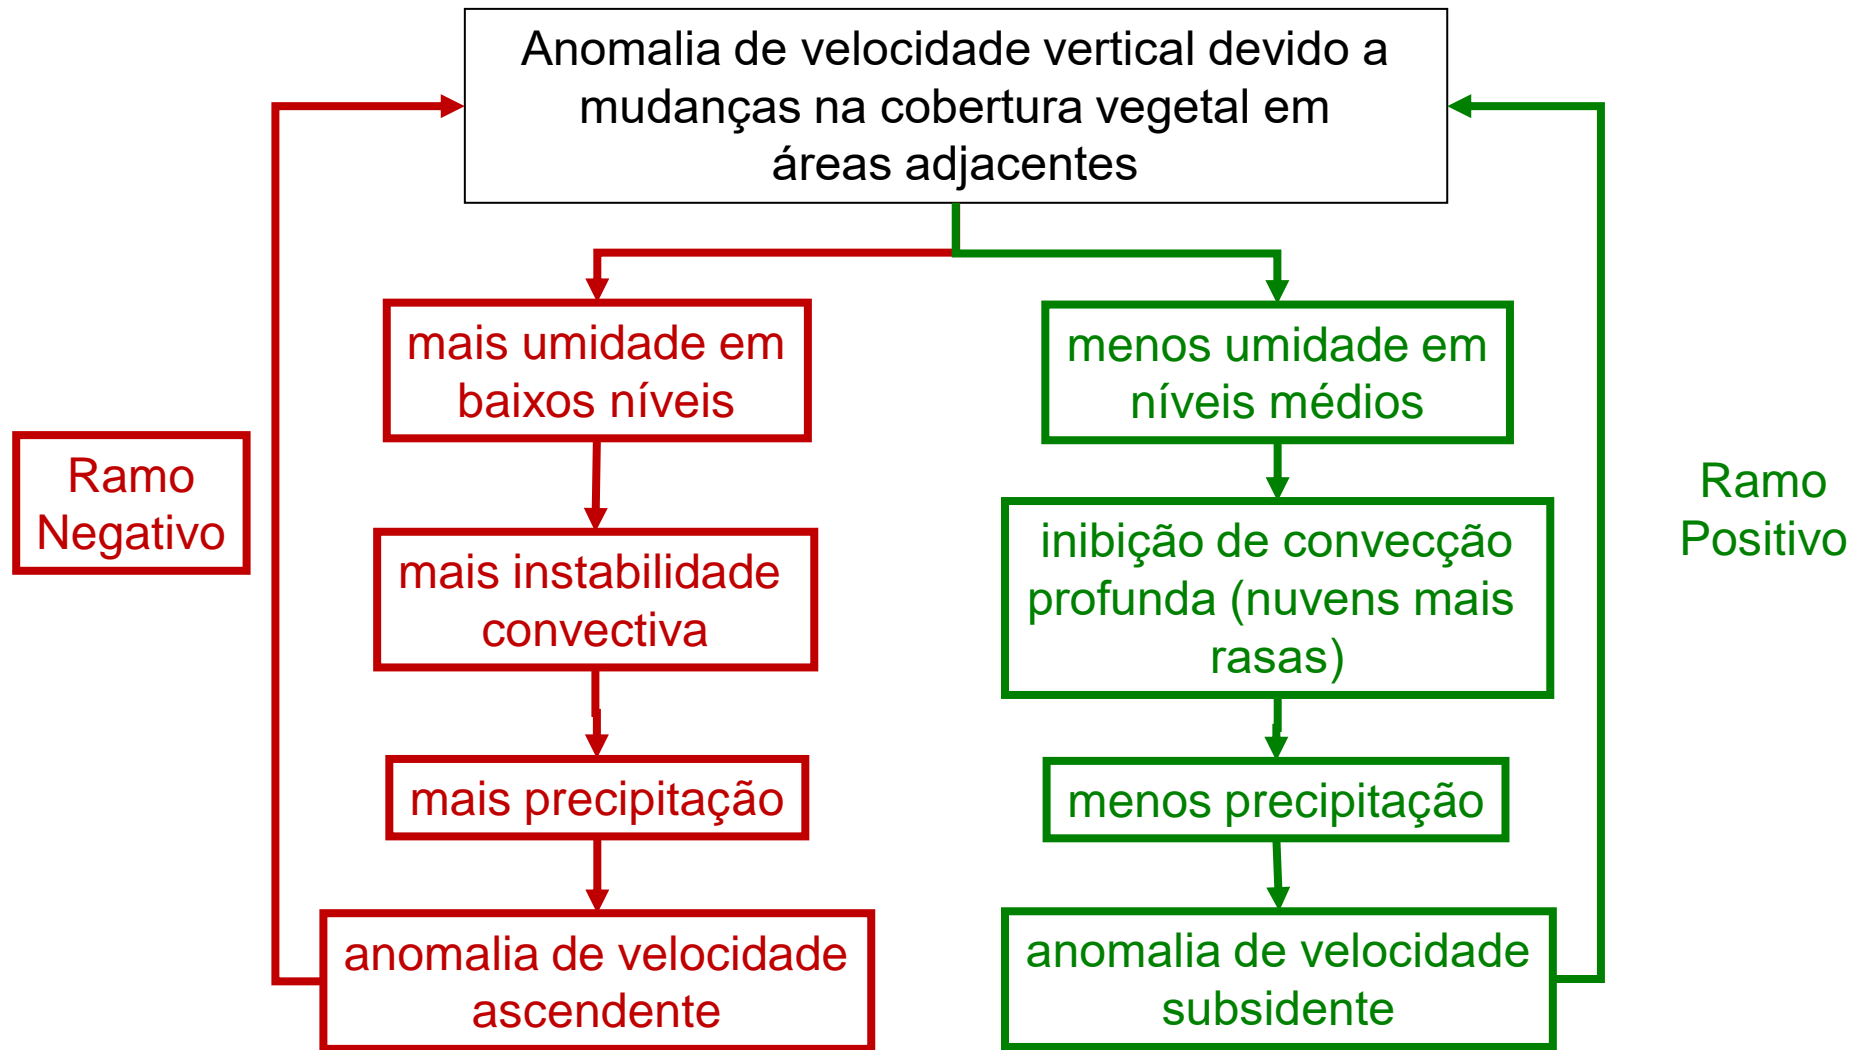 Anomalia de velocidade vertical devido a
mudanças na cobertura vegetal em
áreas adjacentes
Ramo
Negativo
mais umidade em
baixos níveis
mais instabilidade
convectiva
mais precipitação
anomalia de velocidade
ascendente
menos umidade em
níveis médios
inibição de convecção
profunda (nuvens mais
rasas)
menos precipitação
anomalia de velocidade
subsidente
Ramo
Positivo